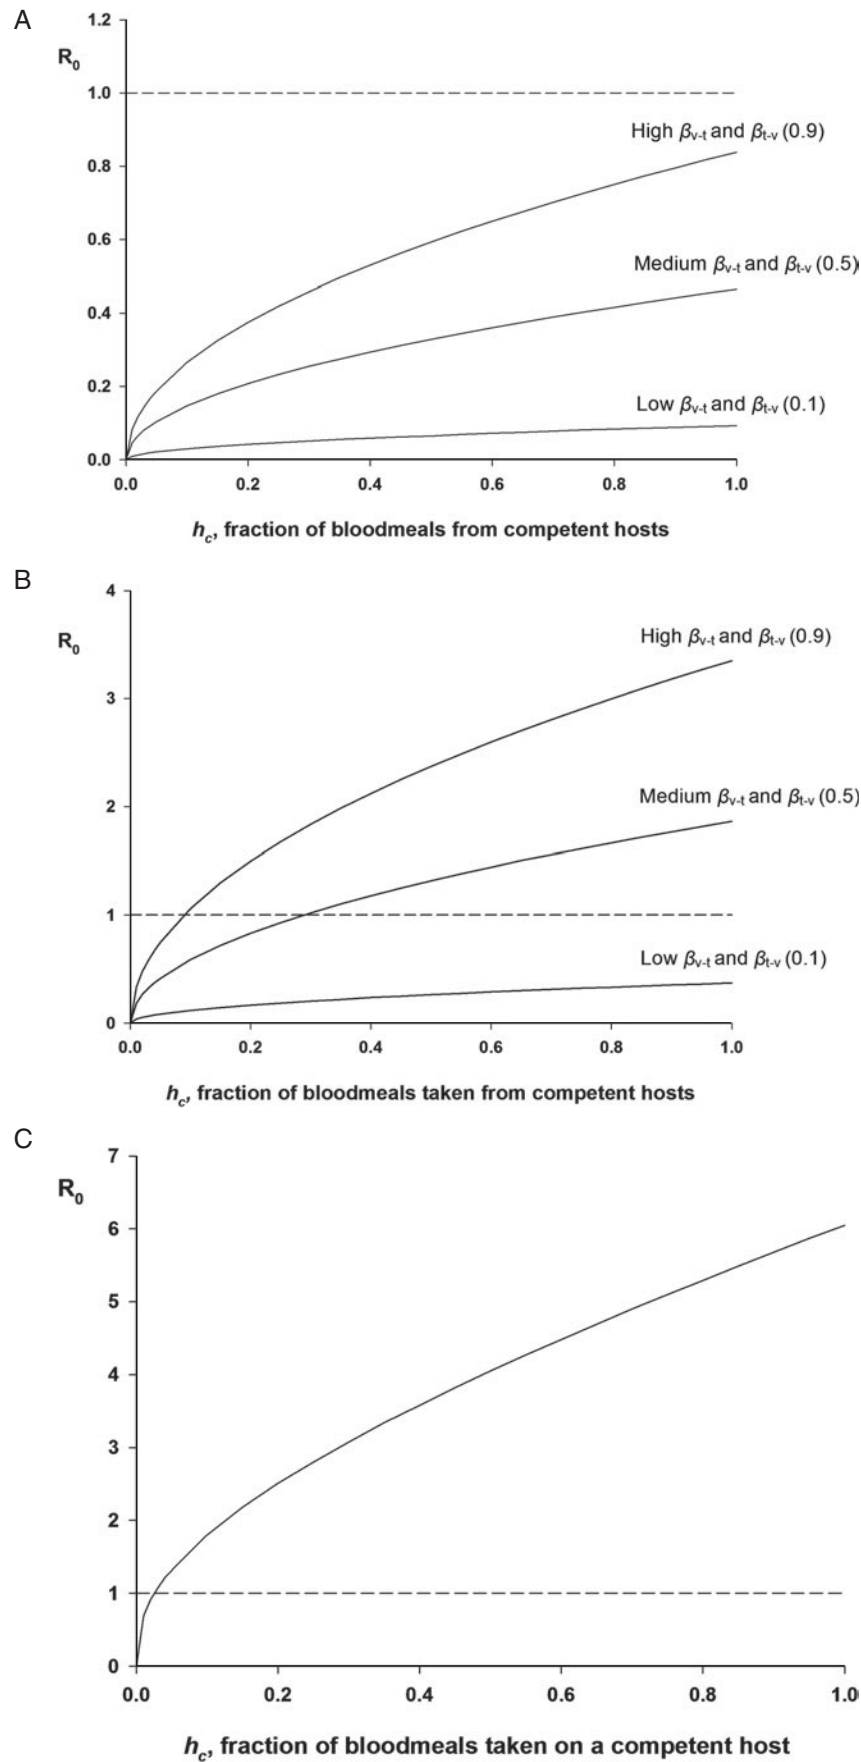 A
1.2
R₀
1.0
High βv-t and βt-v (0.9)
0.8
0.6
Medium βv-t and βt-v (0.5)
0.4
0.2
Low βv-t and βt-v (0.1)
0.0
0.0 0.2 0.4 0.6 0.8 1.0
hc, fraction of bloodmeals from competent hosts
B
4
R₀
High βv-t and βt-v (0.9)
3
Medium βv-t and βt-v (0.5)
2
1
Low βv-t and βt-v (0.1)
0
0.0 0.2 0.4 0.6 0.8 1.0
hc, fraction of bloodmeals taken from competent hosts
C
7
R₀
6
5
4
3
2
1
0
0.0 0.2 0.4 0.6 0.8 1.0
hc, fraction of bloodmeals taken on a competent host